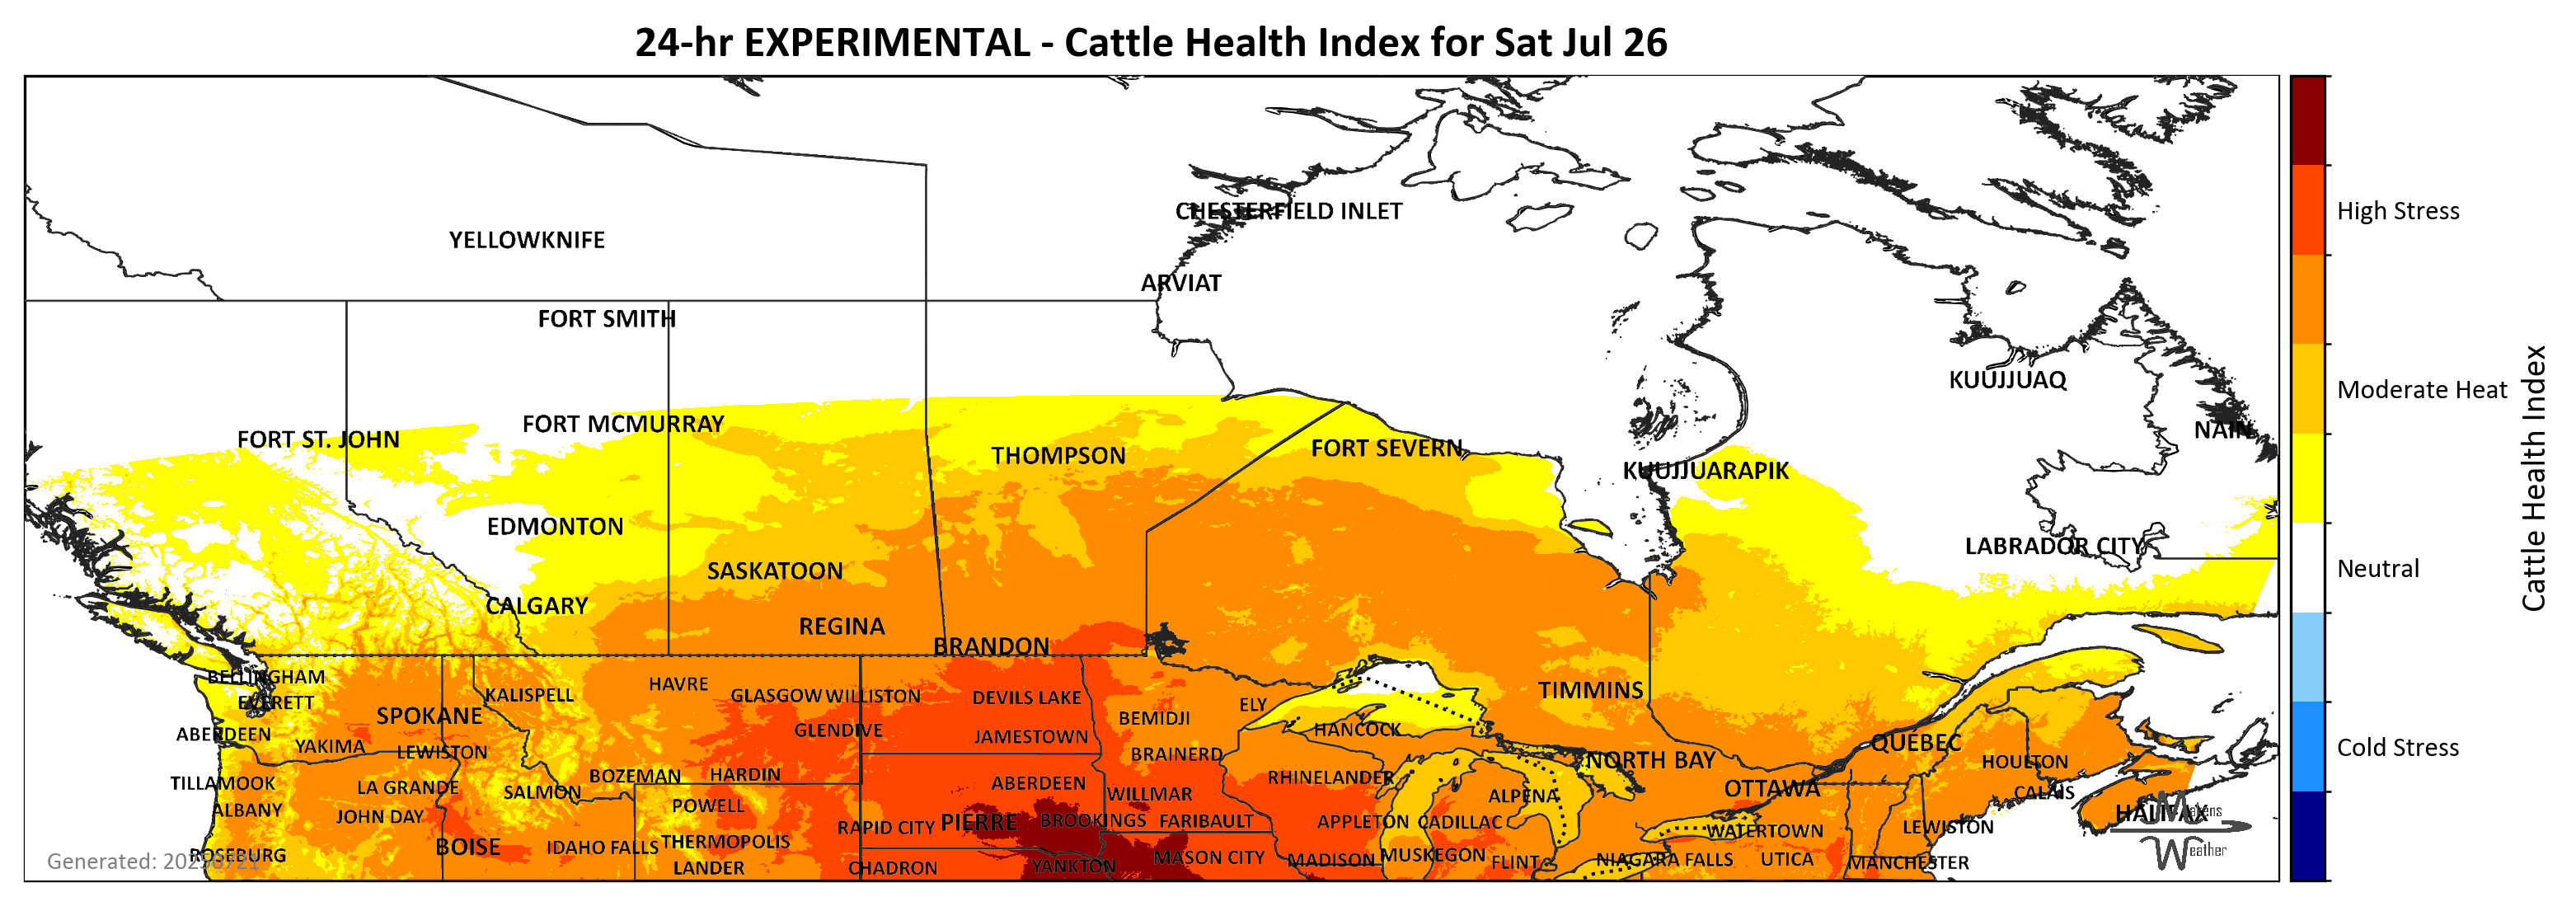 24-hr EXPERIMENTAL - Cattle Health Index for Sat Jul 26
CHESTERFIELD INLET
YELLOWKNIFE
ARVIAT
FORT SMITH
KUUJJUAQ
FORT MCMURRAY
NAIN
FORT ST. JOHN
FORT SEVERN
THOMPSON
KUUJJUARAPIK
EDMONTON
LABRADOR CITY
SASKATOON
CALGARY
REGINA
BRANDON
BELLINGHAM
HAVRE
TIMMINS
KALISPELL
GLASGOW WILLISTON
DEVILS LAKE
EVERETT
ELY
SPOKANE
BEMIDJI
GLENDIVE
HANCOCK
ABERDEEN
JAMESTOWN
QUEBEC
YAKIMA
LEWISTON
BRAINERD
NORTH BAY
HOULTON
BOZEMAN
HARDIN
RHINELANDER
TILLAMOOK
LA GRANDE
ABERDEEN
OTTAWA
SALMON
WILLMAR
ALPENA
CALAIS
ALBANY
POWELL
JOHN DAY
HALIFAX
RAPID CITY
PIERRE
BROOKINGS
FARIBAULT
APPLETON
CADILLAC
WATERTOWN
LEWISTON
BOISE
IDAHO FALLS
THERMOPOLIS
ROSEBURG
MASON CITY
MADISON
MUSKEGON
FLINT
NIAGARA FALLS
UTICA
MANCHESTER
LANDER
CHADRON
YANKTON
Generated: 20250721
Makens
Weather
High Stress
Moderate Heat
Neutral
Cold Stress
Cattle Health Index